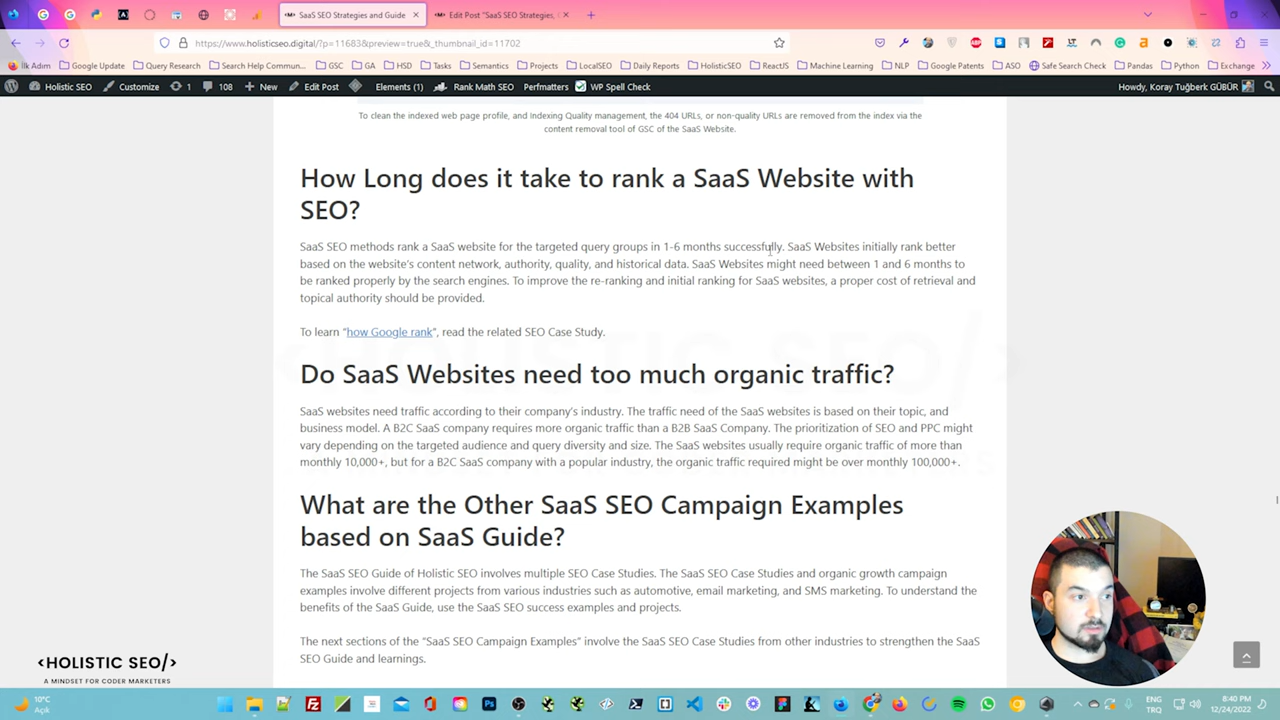 SaaS SEO Strategies and Guide
Edit Post "SaaS SEO Strategies,
https://www.holisticseo.digital/?p=11683&preview=true&_thumbnail_id=11702
İlk Adım
Google Update
Query Research
Search Help Commun...
GSC
GA
HSD
Tasks
Semantics
Projects
LocalSEO
Daily Reports
HolisticSEO
ReactJS
Machine Learning
NLP
Google Patents
ASO
Safe Search Check
Pandas
Python
Exchange
Holistic SEO
Customize
1
108
New
Edit Post
Elements (1)
Rank Math SEO
Perfmatters
WP Spell Check
Howdy, Koray Tuğberk GÜBÜR
To clean the indexed web page profile, and Indexing Quality management, the 404 URLs, or non-quality URLs are removed from the index via the
content removal tool of GSC of the SaaS Website.
How Long does it take to rank a SaaS Website with
SEO?
SaaS SEO methods rank a SaaS website for the targeted query groups in 1-6 months successfully. SaaS Websites initially rank better
based on the website's content network, authority, quality, and historical data. SaaS Websites might need between 1 and 6 months to
be ranked properly by the search engines. To improve the re-ranking and initial ranking for SaaS websites, a proper cost of retrieval and
topical authority should be provided.
To learn "how Google rank", read the related SEO Case Study.
Do SaaS Websites need too much organic traffic?
SaaS websites need traffic according to their company's industry. The traffic need of the SaaS websites is based on their topic, and
business model. A B2C SaaS company requires more organic traffic than a B2B SaaS Company. The prioritization of SEO and PPC might
vary depending on the targeted audience and query diversity and size. The SaaS websites usually require organic traffic of more than
monthly 10,000+, but for a B2C SaaS company with a popular industry, the organic traffic required might be over monthly 100,000+.
What are the Other SaaS SEO Campaign Examples
based on SaaS Guide?
The SaaS SEO Guide of Holistic SEO involves multiple SEO Case Studies. The SaaS SEO Case Studies and organic growth campaign
examples involve different projects from various industries such as automotive, email marketing, and SMS marketing. To understand the
benefits of the SaaS Guide, use the SaaS SEO success examples and projects.
The next sections of the "SaaS SEO Campaign Examples" involve the SaaS SEO Case Studies from other industries to strengthen the SaaS
SEO Guide and learnings.
<HOLISTIC SEO/>
A MINDSET FOR CODER MARKETERS
10°C
Açık
ENG
TRQ
8:40 PM
12/24/2022